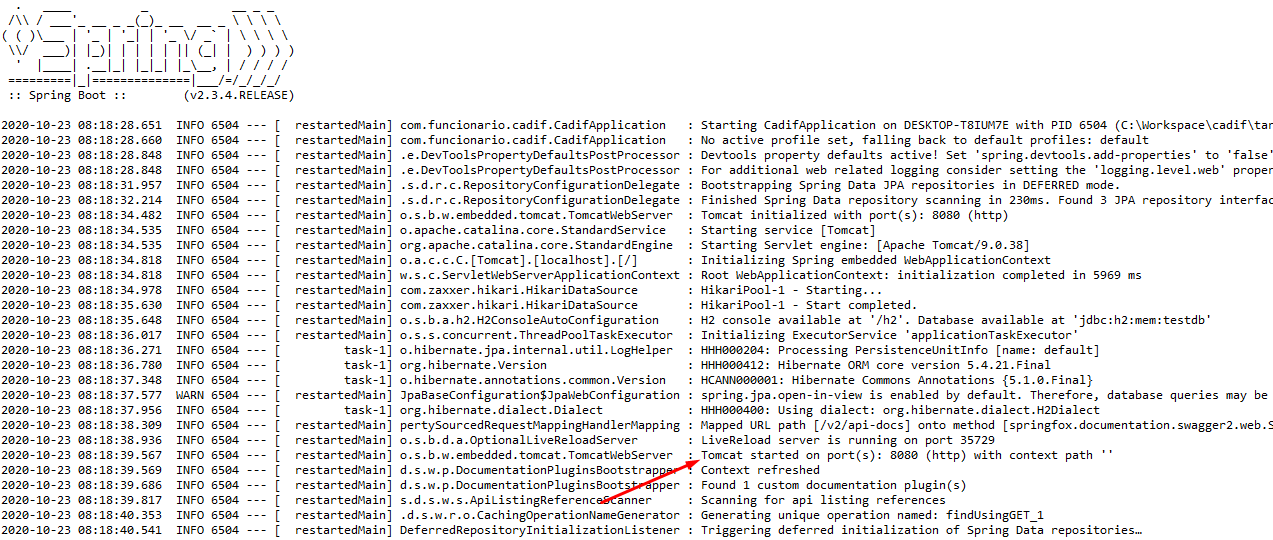 .   ____          _            __ _ _
 /\\ / ___'_ __ _ _(_)_ __  __ _ \ \ \ \
( ( )\___ | '_ | '_| | '_ \/ _` | \ \ \ \
 \\/  ___)| |_)| | | | | || (_| |  ) ) ) )
  '  |____| .__|_| |_|_| |_\__, | / / / /
 =========|_|==============|___/=/_/_/_/
 :: Spring Boot ::        (v2.3.4.RELEASE)
2020-10-23 08:18:28.651  INFO 6504 --- [  restartedMain] com.funcionario.cadif.CadifApplication   : Starting CadifApplication on DESKTOP-T8IUM7E with PID 6504 (C:\Workspace\cadif\tar
2020-10-23 08:18:28.660  INFO 6504 --- [  restartedMain] com.funcionario.cadif.CadifApplication   : No active profile set, falling back to default profiles: default
2020-10-23 08:18:28.848  INFO 6504 --- [  restartedMain] .e.DevToolsPropertyDefaultsPostProcessor : Devtools property defaults active! Set 'spring.devtools.add-properties' to 'false'
2020-10-23 08:18:28.848  INFO 6504 --- [  restartedMain] .e.DevToolsPropertyDefaultsPostProcessor : For additional web related logging consider setting the 'logging.level.web' proper
2020-10-23 08:18:31.957  INFO 6504 --- [  restartedMain] .s.d.r.c.RepositoryConfigurationDelegate : Bootstrapping Spring Data JPA repositories in DEFERRED mode.
2020-10-23 08:18:32.214  INFO 6504 --- [  restartedMain] .s.d.r.c.RepositoryConfigurationDelegate : Finished Spring Data repository scanning in 230ms. Found 3 JPA repository interfac
2020-10-23 08:18:34.482  INFO 6504 --- [  restartedMain] o.s.b.w.embedded.tomcat.TomcatWebServer  : Tomcat initialized with port(s): 8080 (http)
2020-10-23 08:18:34.535  INFO 6504 --- [  restartedMain] o.apache.catalina.core.StandardService   : Starting service [Tomcat]
2020-10-23 08:18:34.535  INFO 6504 --- [  restartedMain] org.apache.catalina.core.StandardEngine  : Starting Servlet engine: [Apache Tomcat/9.0.38]
2020-10-23 08:18:34.818  INFO 6504 --- [  restartedMain] o.a.c.c.C.[Tomcat].[localhost].[/]       : Initializing Spring embedded WebApplicationContext
2020-10-23 08:18:34.818  INFO 6504 --- [  restartedMain] w.s.c.ServletWebServerApplicationContext : Root WebApplicationContext: initialization completed in 5969 ms
2020-10-23 08:18:34.978  INFO 6504 --- [  restartedMain] com.zaxxer.hikari.HikariDataSource       : HikariPool-1 - Starting...
2020-10-23 08:18:35.630  INFO 6504 --- [  restartedMain] com.zaxxer.hikari.HikariDataSource       : HikariPool-1 - Start completed.
2020-10-23 08:18:35.648  INFO 6504 --- [  restartedMain] o.s.b.a.h2.H2ConsoleAutoConfiguration    : H2 console available at '/h2'. Database available at 'jdbc:h2:mem:testdb'
2020-10-23 08:18:36.017  INFO 6504 --- [  restartedMain] o.s.s.concurrent.ThreadPoolTaskExecutor  : Initializing ExecutorService 'applicationTaskExecutor'
2020-10-23 08:18:36.271  INFO 6504 --- [         task-1] o.hibernate.jpa.internal.util.LogHelper  : HHH000204: Processing PersistenceUnitInfo [name: default]
2020-10-23 08:18:36.780  INFO 6504 --- [         task-1] org.hibernate.Version                    : HHH000412: Hibernate ORM core version 5.4.21.Final
2020-10-23 08:18:37.348  INFO 6504 --- [         task-1] o.hibernate.annotations.common.Version   : HCANN000001: Hibernate Commons Annotations {5.1.0.Final}
2020-10-23 08:18:37.577  WARN 6504 --- [  restartedMain] JpaBaseConfiguration$JpaWebConfiguration : spring.jpa.open-in-view is enabled by default. Therefore, database queries may be
2020-10-23 08:18:37.956  INFO 6504 --- [         task-1] org.hibernate.dialect.Dialect            : HHH000400: Using dialect: org.hibernate.dialect.H2Dialect
2020-10-23 08:18:38.309  INFO 6504 --- [  restartedMain] pertySourcedRequestMappingHandlerMapping : Mapped URL path [/v2/api-docs] onto method [springfox.documentation.swagger2.web.S
2020-10-23 08:18:38.936  INFO 6504 --- [  restartedMain] o.s.b.d.a.OptionalLiveReloadServer       : LiveReload server is running on port 35729
2020-10-23 08:18:39.567  INFO 6504 --- [  restartedMain] o.s.b.w.embedded.tomcat.TomcatWebServer  : Tomcat started on port(s): 8080 (http) with context path ''
2020-10-23 08:18:39.569  INFO 6504 --- [  restartedMain] d.s.w.p.DocumentationPluginsBootstrapper : Context refreshed
2020-10-23 08:18:39.686  INFO 6504 --- [  restartedMain] d.s.w.p.DocumentationPluginsBootstrapper : Found 1 custom documentation plugin(s)
2020-10-23 08:18:39.817  INFO 6504 --- [  restartedMain] s.d.s.w.s.ApiListingReferenceScanner     : Scanning for api listing references
2020-10-23 08:18:40.353  INFO 6504 --- [  restartedMain] .d.s.w.r.o.CachingOperationNameGenerator : Generating unique operation named: findUsingGET_1
2020-10-23 08:18:40.541  INFO 6504 --- [  restartedMain] DeferredRepositoryInitializationListener : Triggering deferred initialization of Spring Data repositories…